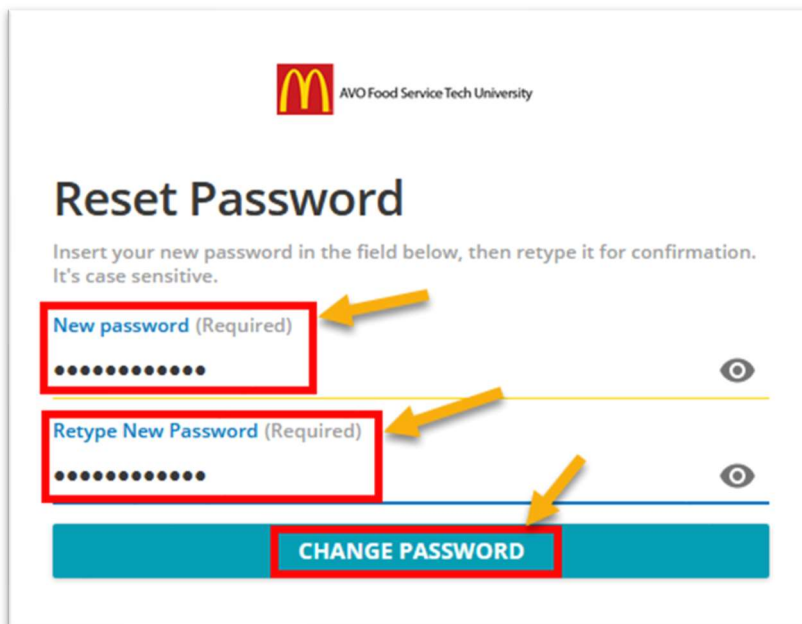 AVO Food Service Tech University
Reset Password
Insert your new password in the field below, then retype it for confirmation.
It's case sensitive.
New password (Required)
••••••••••••
Retype New Password (Required)
••••••••••••
CHANGE PASSWORD